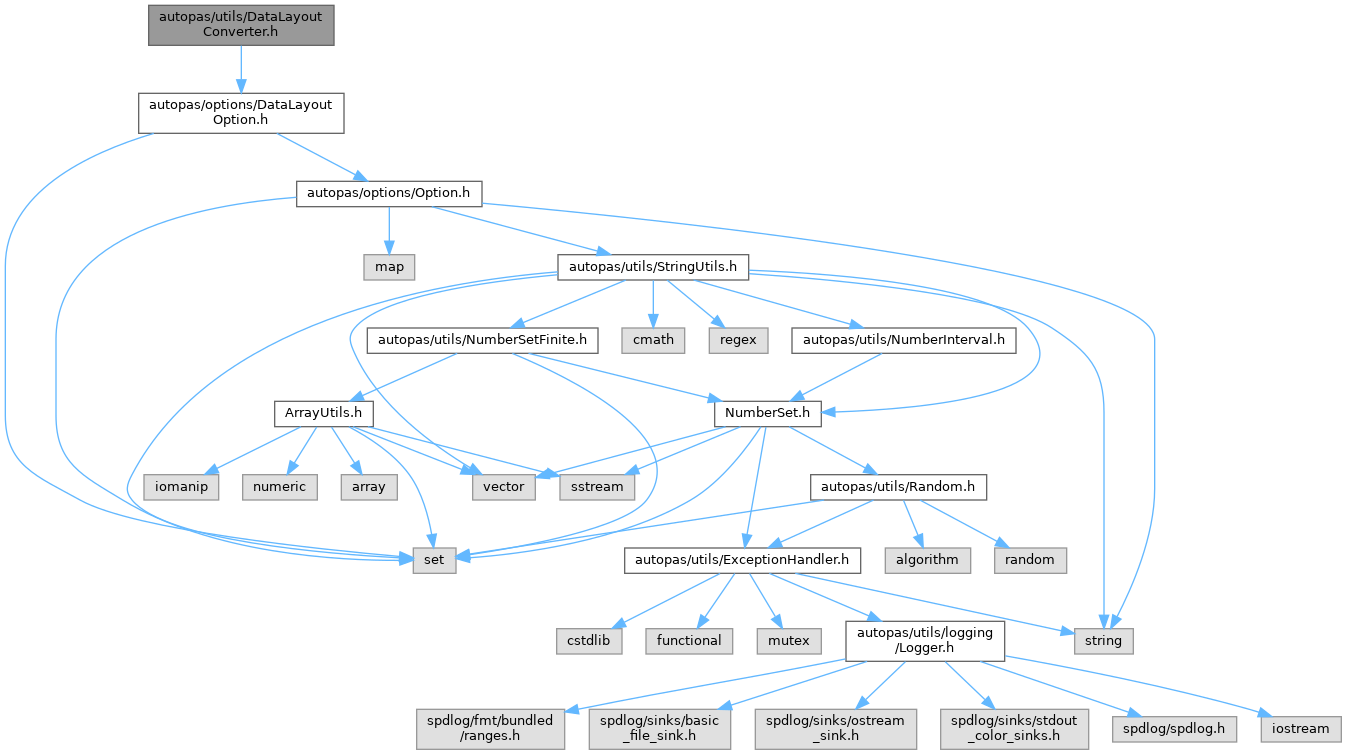 autopas/utils/DataLayout
Converter.h
autopas/options/DataLayout
Option.h
autopas/options/Option.h
map
autopas/utils/StringUtils.h
autopas/utils/NumberSetFinite.h
cmath
regex
autopas/utils/NumberInterval.h
ArrayUtils.h
NumberSet.h
iomanip
numeric
array
vector
sstream
autopas/utils/Random.h
set
autopas/utils/ExceptionHandler.h
algorithm
random
cstdlib
functional
mutex
autopas/utils/logging
/Logger.h
string
spdlog/fmt/bundled
/ranges.h
spdlog/sinks/basic
_file_sink.h
spdlog/sinks/ostream
_sink.h
spdlog/sinks/stdout
_color_sinks.h
spdlog/spdlog.h
iostream